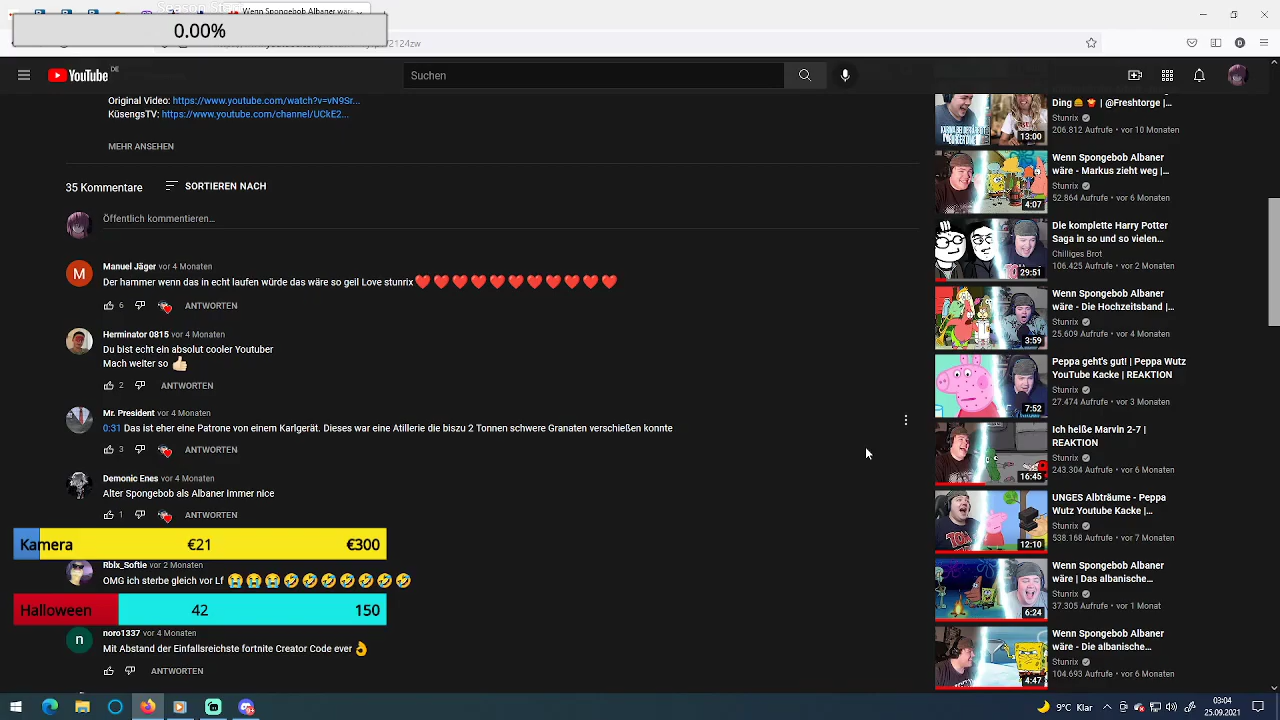 0.00%
YouTube
DE
Suchen
Original Video: https://www.youtube.com/watch?v=vN9Sr...
KüsengsTV: https://www.youtube.com/channel/UCkE2...
MEHR ANSEHEN
35 Kommentare
SORTIEREN NACH
Öffentlich kommentieren...
Manuel Jäger vor 4 Monaten
Der hammer wenn das in echt laufen würde das wäre so geil Love stunrix ❤️❤️❤️❤️❤️❤️❤️❤️❤️❤️❤️
6
ANTWORTEN
Herminator 0815 vor 4 Monaten
Du bist echt ein absolut cooler Youtuber
Mach weiter so 👍🏻
2
ANTWORTEN
Mr. President vor 4 Monaten
0:31 Das ist eher eine Patrone von einem Karlgerät. Dieses war eine Atillerie die biszu 2 Tonnen schwere Granaten verschießen konnte
3
ANTWORTEN
Demonic Enes vor 4 Monaten
Alter Spongebob als Albaner immer nice
1
ANTWORTEN
Kamera €21 €300
Rblx_Softie vor 2 Monaten
OMG ich sterbe gleich vor Lf 😭😭😭🤣🤣🤣🤣🤣🤣🤣
Halloween 42 150
n
noro1337 vor 4 Monaten
Mit Abstand der Einfallsreichste fortnite Creator Code ever 👌
ANTWORTEN
Ding 🍔 🍟 | @Freshtorge |...
Stunrix
206.812 Aufrufe • vor 10 Monaten
13:00
Wenn Spongebob Albaner
wäre - Markus zieht weg |...
Stunrix
52.864 Aufrufe • vor 6 Monaten
4:07
Die komplette Harry Potter
Saga in so und so vielen...
Chilliges Brot
106.425 Aufrufe • vor 2 Monaten
29:51
Wenn Spongebob Albaner
wäre - Die Hochzeitsband |...
Stunrix
25.609 Aufrufe • vor 4 Monaten
3:59
Peppa geht's gut! | Peppa Wutz
YouTube Kacke | REAKTION
Stunrix
27.474 Aufrufe • vor 3 Monaten
7:52
Ich heiße Marvin 2-7 |
REAKTION
Stunrix
243.304 Aufrufe • vor 6 Monaten
16:45
UNGES Albträume - Peppa
Wutz Youtube Kacke |...
Stunrix
538.107 Aufrufe • vor 7 Monaten
12:10
Wenn Spongebob Albaner
wäre | Das albanische...
Stunrix
37.305 Aufrufe • vor 1 Monat
6:24
Wenn Spongebob Albaner
wäre - Die albanische...
Stunrix
104.693 Aufrufe • vor 6 Monaten
4:47
9°C
03:04
25.09.2021